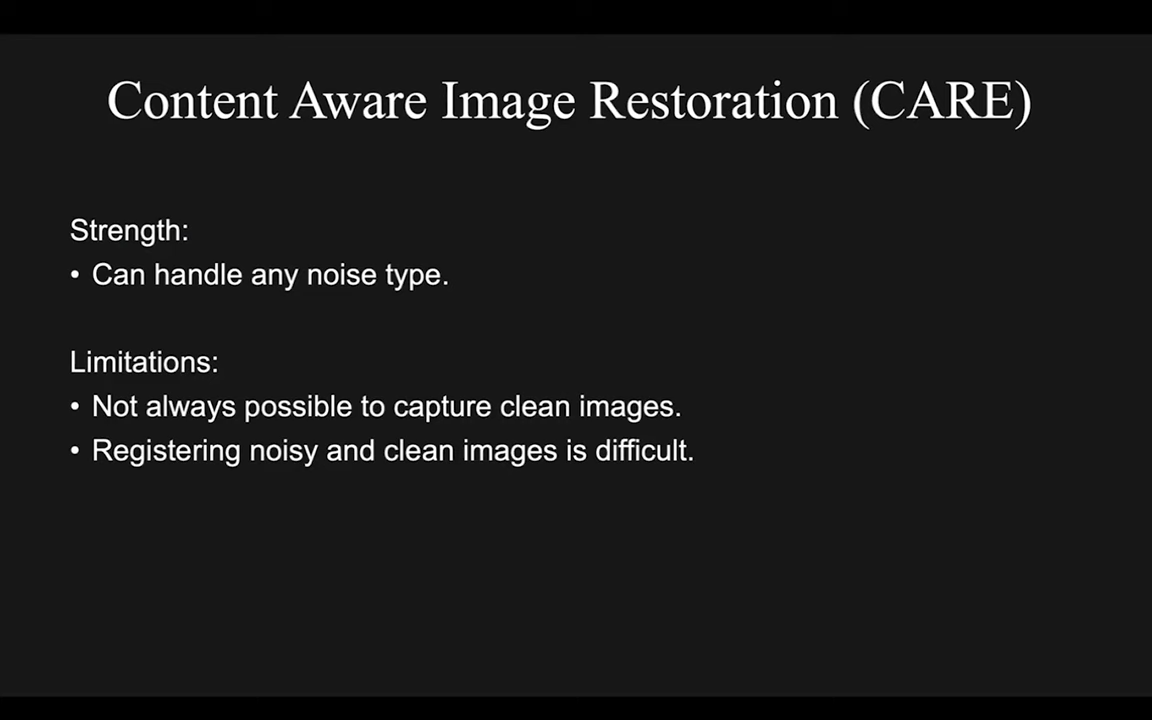 Content Aware Image Restoration (CARE)
Strength:
• Can handle any noise type.
Limitations:
• Not always possible to capture clean images.
• Registering noisy and clean images is difficult.